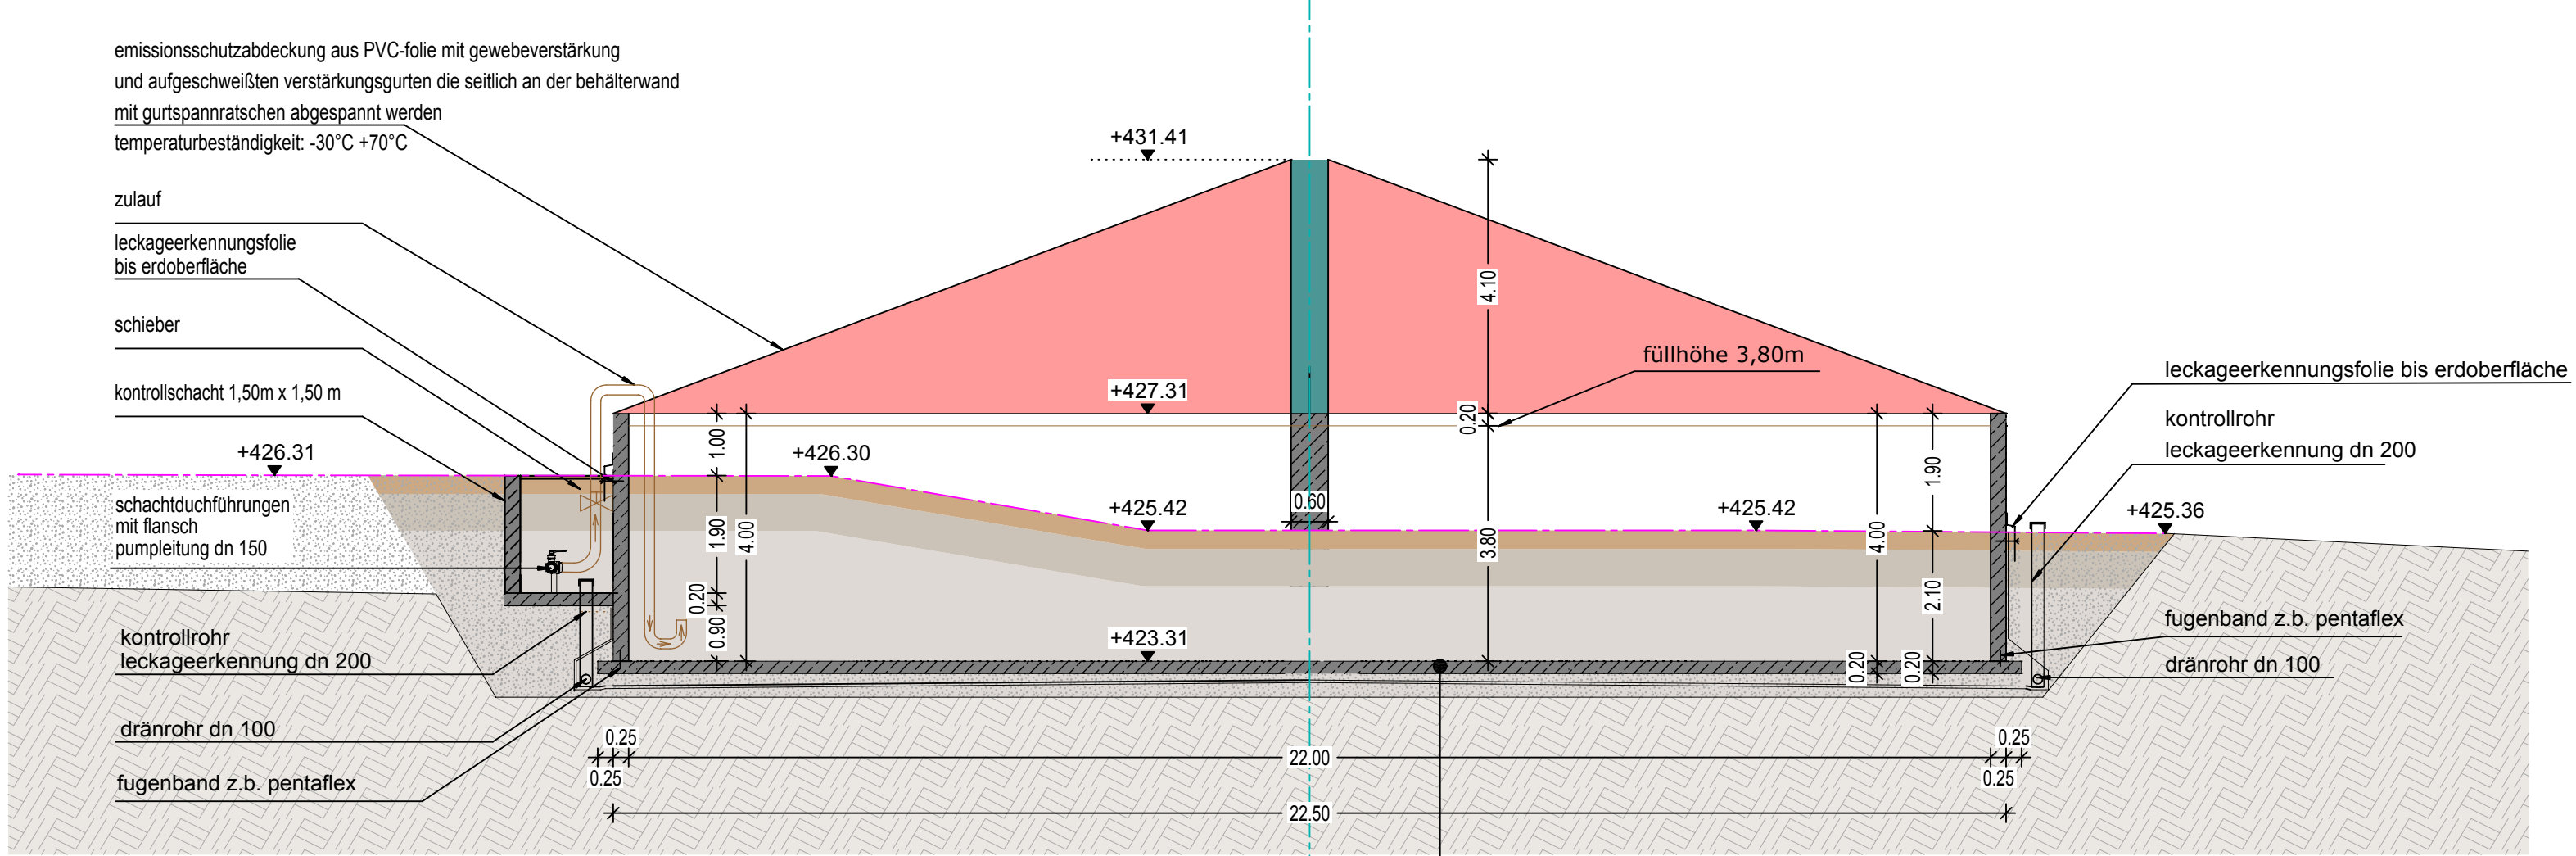 emissionsschutzabdeckung aus PVC-folie mit gewebeverstärkung
und aufgeschweißten verstärkungsgurten die seitlich an der behälterwand
mit gurtspannratschen abgespannt werden
temperaturbeständigkeit: -30°C +70°C
zulauf
leckageerkennungsfolie
bis erdoberfläche
schieber
kontrollschacht 1,50m x 1,50 m
+426.31
schachtduchführungen
mit flansch
pumpleitung dn 150
kontrollrohr
leckageerkennung dn 200
dränrohr dn 100
fugenband z.b. pentaflex
+431.41
+427.31
+426.30
+425.42
+423.31
1.00
1.90
0.20
0.90
4.00
0.60
4.10
0.20
3.80
füllhöhe 3,80m
+425.42
4.00
0.20
1.90
2.10
0.20
leckageerkennungsfolie bis erdoberfläche
kontrollrohr
leckageerkennung dn 200
+425.36
fugenband z.b. pentaflex
dränrohr dn 100
0.25
0.25
22.00
0.25
0.25
22.50